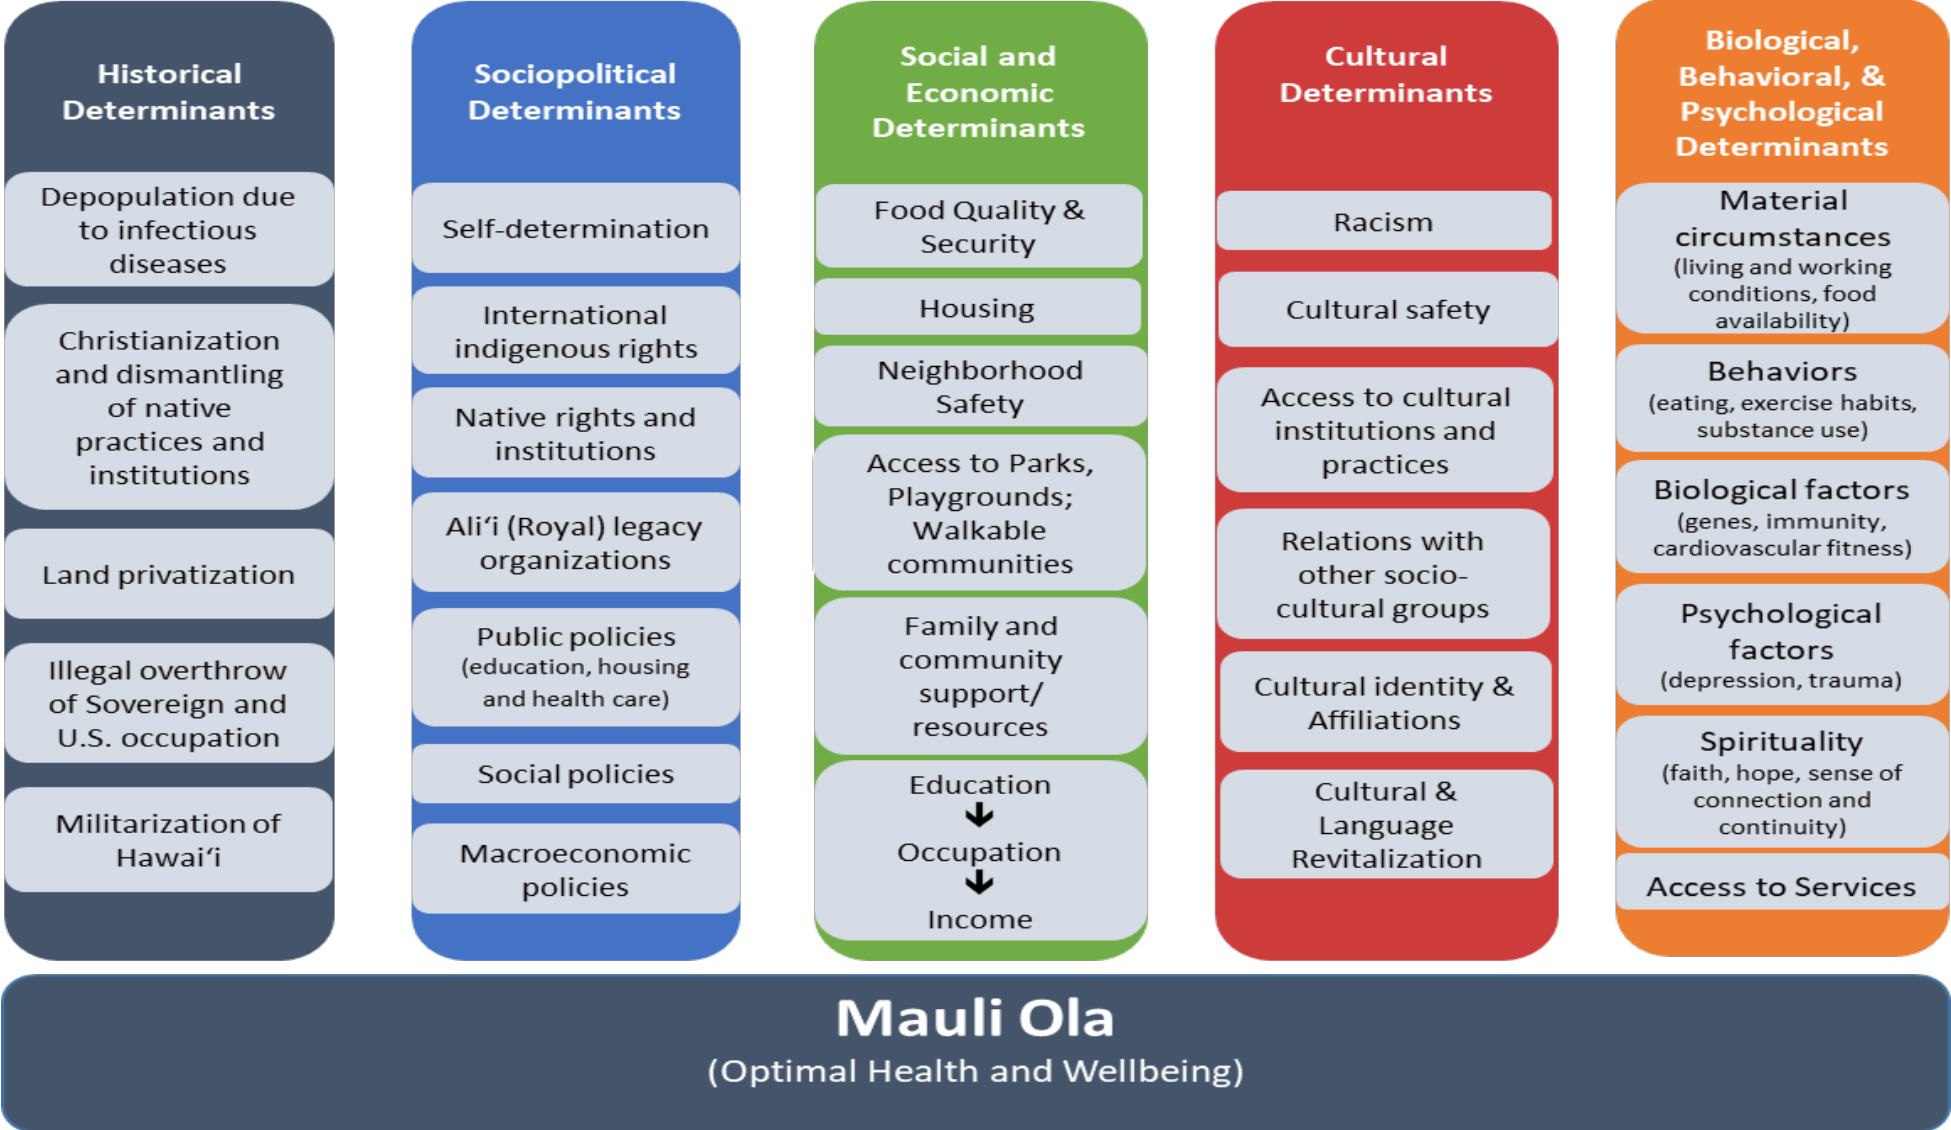 Historical
Determinants
Depopulation due
to infectious
diseases
Christianization
and dismantling
of native
practices and
institutions
Land privatization
Illegal overthrow
of Sovereign and
U.S. occupation
Militarization of
Hawai‘i
Sociopolitical
Determinants
Self-determination
International
indigenous rights
Native rights and
institutions
Ali‘i (Royal) legacy
organizations
Public policies
(education, housing
and health care)
Social policies
Macroeconomic
policies
Social and
Economic
Determinants
Food Quality &
Security
Housing
Neighborhood
Safety
Access to Parks,
Playgrounds;
Walkable
communities
Family and
community
support/
resources
Education
Occupation
Income
Cultural
Determinants
Racism
Cultural safety
Access to cultural
institutions and
practices
Relations with
other socio-
cultural groups
Cultural identity &
Affiliations
Cultural &
Language
Revitalization
Biological,
Behavioral, &
Psychological
Determinants
Material
circumstances
(living and working
conditions, food
availability)
Behaviors
(eating, exercise habits,
substance use)
Biological factors
(genes, immunity,
cardiovascular fitness)
Psychological
factors
(depression, trauma)
Spirituality
(faith, hope, sense of
connection and
continuity)
Access to Services
Mauli Ola
(Optimal Health and Wellbeing)